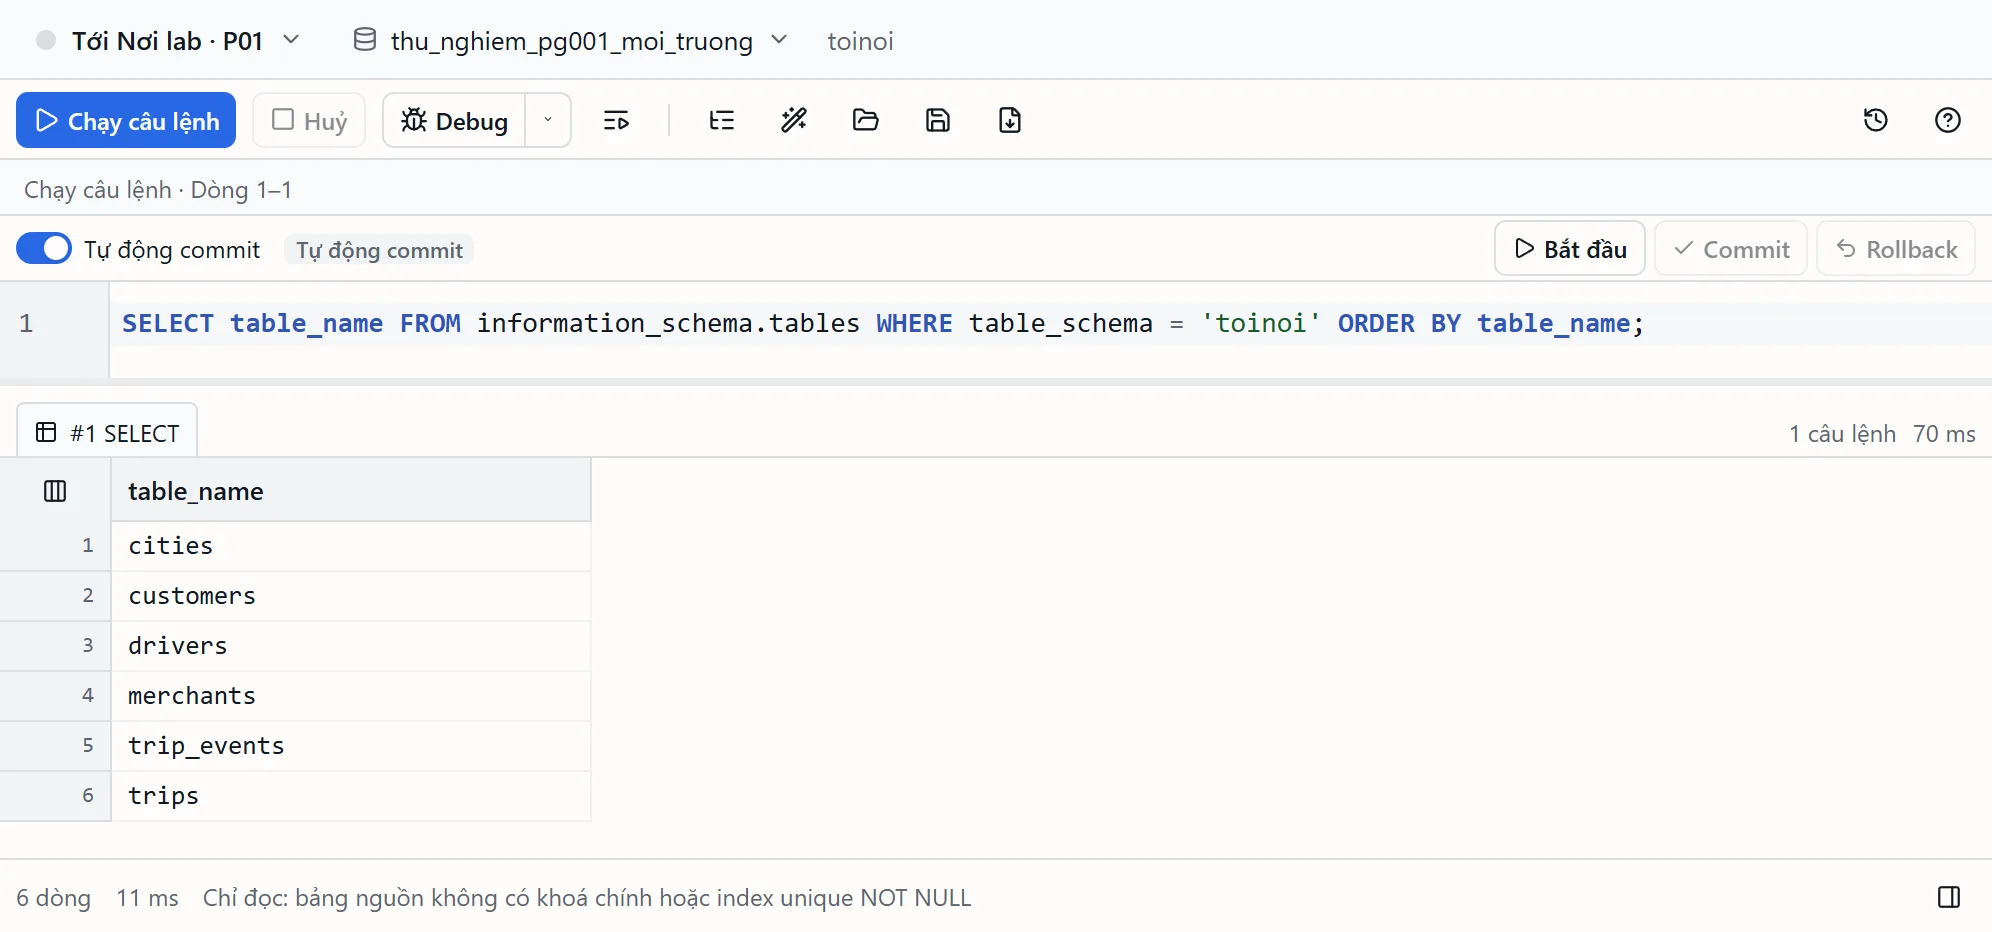 Tới Nơi lab · P01 thu_nghiem_pg001_moi_truong toinoi
Chạy câu lệnh Huỷ Debug
Chạy câu lệnh · Dòng 1–1
Tự động commit Tự động commit Bắt đầu Commit Rollback
1 SELECT table_name FROM information_schema.tables WHERE table_schema = 'toinoi' ORDER BY table_name;
#1 SELECT 1 câu lệnh 70 ms
table_name
1 cities
2 customers
3 drivers
4 merchants
5 trip_events
6 trips
6 dòng 11 ms Chỉ đọc: bảng nguồn không có khoá chính hoặc index unique NOT NULL